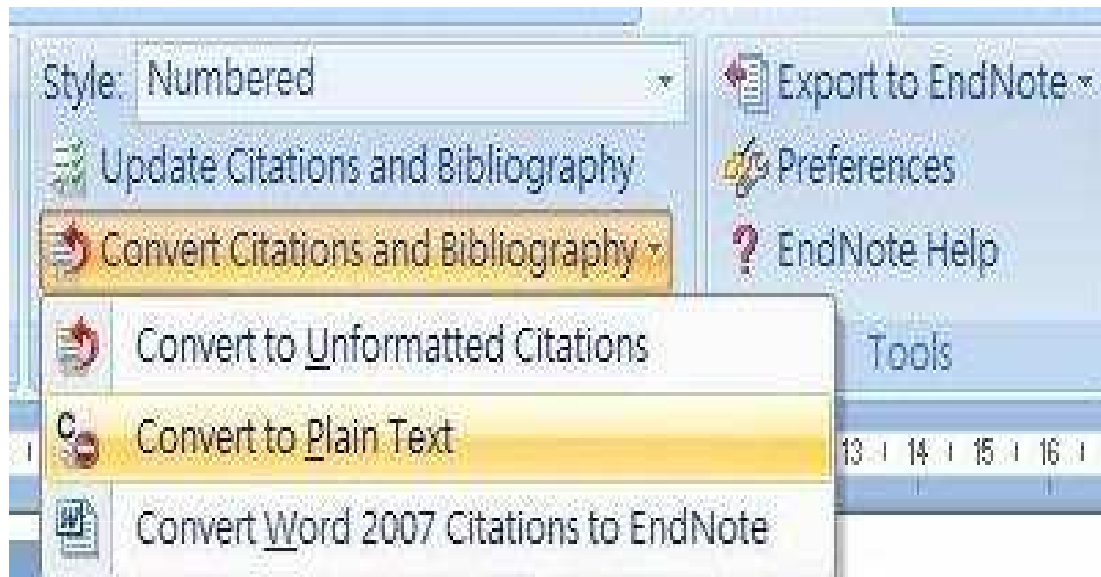 Style: Numbered
Update Citations and Bibliography
Convert Citations and Bibliography
Convert to Unformatted Citations
Convert to Plain Text
Convert Word 2007 Citations to EndNote
Export to EndNote
Preferences
? EndNote Help
Tools
13 14 15 16